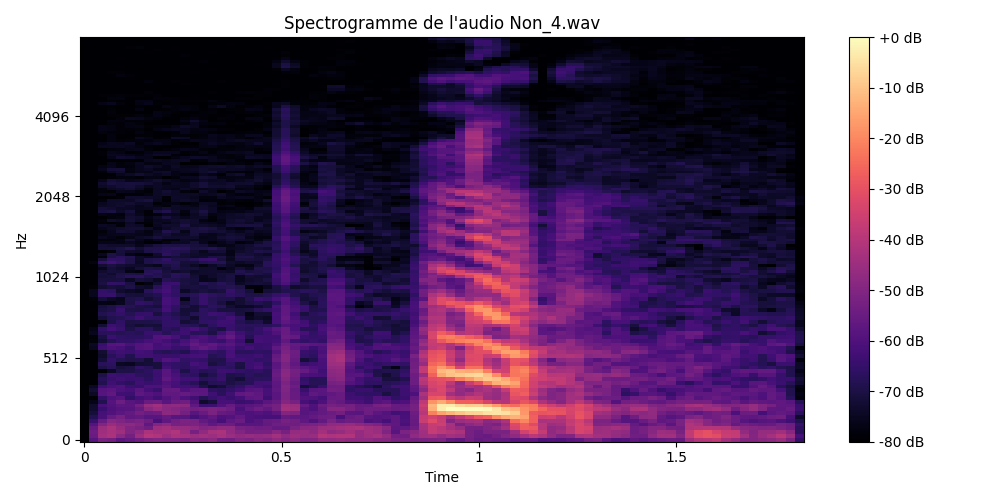 Spectrogramme de l'audio Non_4.wav
+0 dB
-10 dB
-20 dB
-30 dB
-40 dB
-50 dB
-60 dB
-70 dB
-80 dB
4096
2048
1024
512
0
Hz
0
0.5
1
1.5
Time